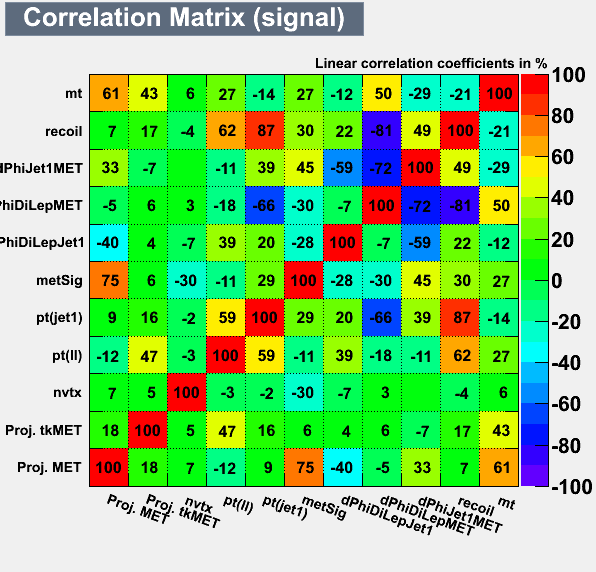 Correlation Matrix (signal)
Linear correlation coefficients in %
mt 61 43 6 27 -14 27 -12 50 -29 -21 100
recoil 7 17 -4 62 87 30 22 -81 49 100 -21
dPhiJet1MET 33 -7 -11 39 45 -59 -72 100 49 -29
PhiDiLepMET -5 6 3 -18 -66 -30 -7 100 -72 -81 50
PhiDiLepJet1 -40 4 -7 39 20 -28 100 -7 -59 22 -12
metSig 75 6 -30 -11 29 100 -28 -30 45 30 27
pt(jet1) 9 16 -2 59 100 29 20 -66 39 87 -14
pt(ll) -12 47 -3 100 59 -11 39 -18 -11 62 27
nvtx 7 5 100 -3 -2 -30 -7 3 -4 6
Proj. tkMET 18 100 5 47 16 6 4 6 -7 17 43
Proj. MET 100 18 7 -12 9 75 -40 -5 33 7 61
Proj. MET Proj. tkMET nvtx pt(ll) pt(jet1) metSig dPhiDiLepJet1 dPhiDiLepMET dPhiJet1MET recoil mt
100
80
60
40
20
0
-20
-40
-60
-80
-100